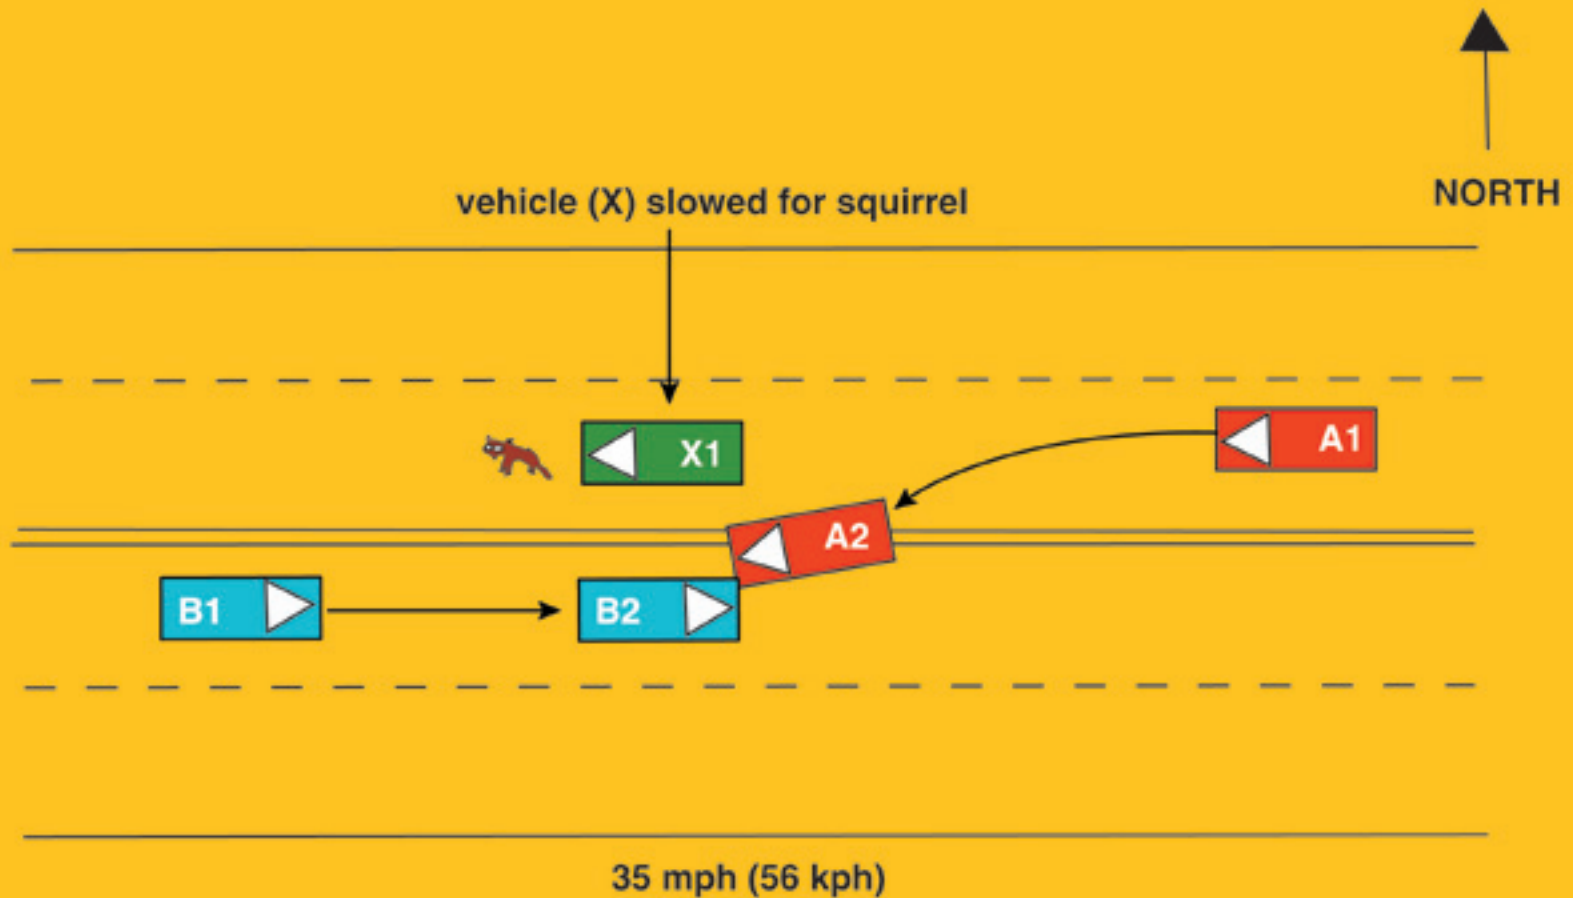 NORTH
vehicle (X) slowed for squirrel
X1
A1
A2
B1
B2
35 mph (56 kph)